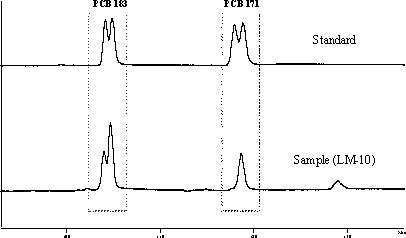 PCB 183 PCB 171
Standard
Sample (LM-10)